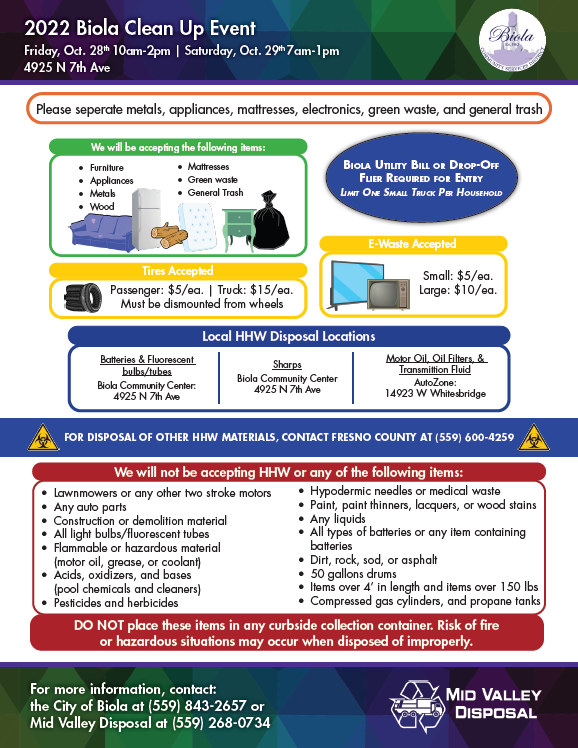 2022 Biola Clean Up Event
Friday, Oct. 28th 10am-2pm | Saturday, Oct. 29th 7am-1pm
4925 N 7th Ave
Biola
COMMUNITY SERVICES DISTRICT
Please seperate metals, appliances, mattresses, electronics, green waste, and general trash
We will be accepting the following items:
• Furniture
• Appliances
• Metals
• Wood
• Mattresses
• Green waste
• General Trash
Biola Utility Bill or Drop-Off
Flier Required for Entry
Limit One Small Truck Per Household
Tires Accepted
Passenger: $5/ea. | Truck: $15/ea.
Must be dismounted from wheels
E-Waste Accepted
Small: $5/ea.
Large: $10/ea.
Local HHW Disposal Locations
Batteries & Fluorescent
bulbs/tubes
Biola Community Center:
4925 N 7th Ave
Sharps
Biola Community Center
4925 N 7th Ave
Motor Oil, Oil Filters, &
Transmittion Fluid
AutoZone:
14923 W Whitesbridge
FOR DISPOSAL OF OTHER HHW MATERIALS, CONTACT FRESNO COUNTY AT (559) 600-4259
We will not be accepting HHW or any of the following items:
• Lawnmowers or any other two stroke motors
• Any auto parts
• Construction or demolition material
• All light bulbs/fluorescent tubes
• Flammable or hazardous material
(motor oil, grease, or coolant)
• Acids, oxidizers, and bases
(pool chemicals and cleaners)
• Pesticides and herbicides
• Hypodermic needles or medical waste
• Paint, paint thinners, lacquers, or wood stains
• Any liquids
• All types of batteries or any item containing
batteries
• Dirt, rock, sod, or asphalt
• 50 gallons drums
• Items over 4’ in length and items over 150 lbs
• Compressed gas cylinders, and propane tanks
DO NOT place these items in any curbside collection container. Risk of fire
or hazardous situations may occur when disposed of improperly.
For more information, contact:
the City of Biola at (559) 843-2657 or
Mid Valley Disposal at (559) 268-0734
Mid Valley
Disposal